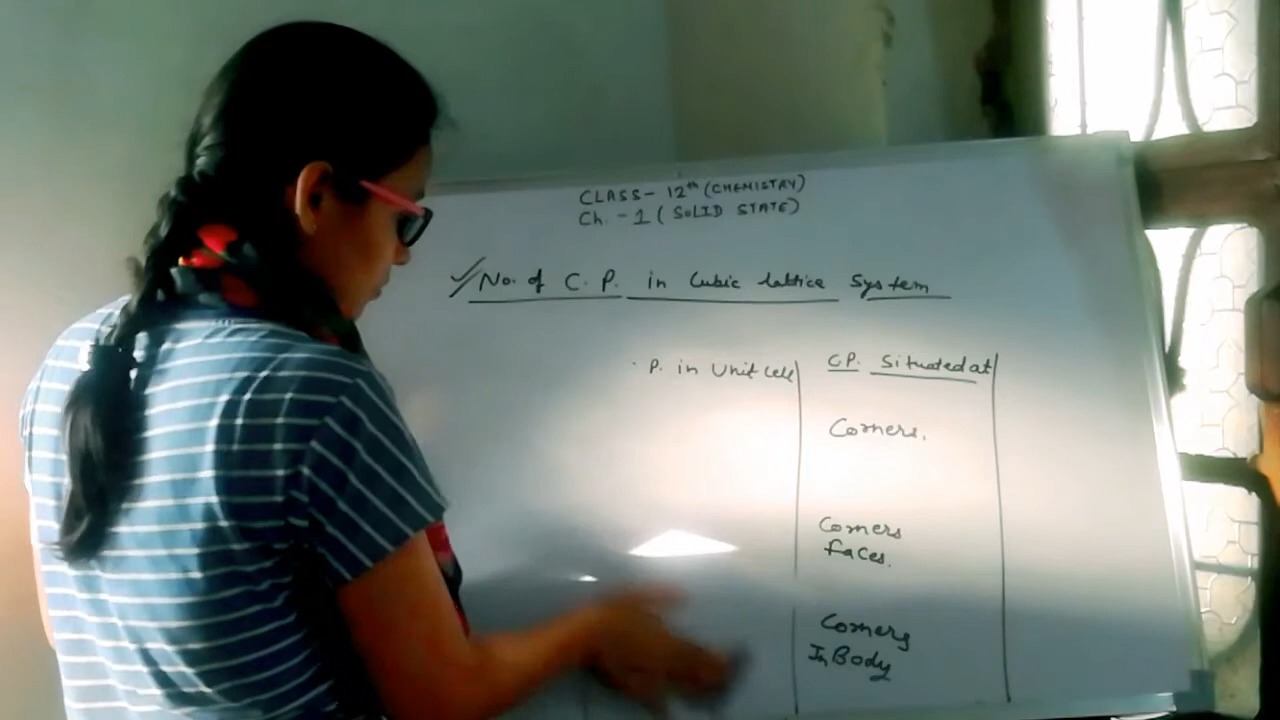 CLASS- 12th (CHEMISTRY)
Ch. - 1 ( SOLID STATE)
No. of C. P. in Cubic lattice System
. P. in Unit cell
C.P. Situated at
Corners.
Corners
faces.
Corners
In Body